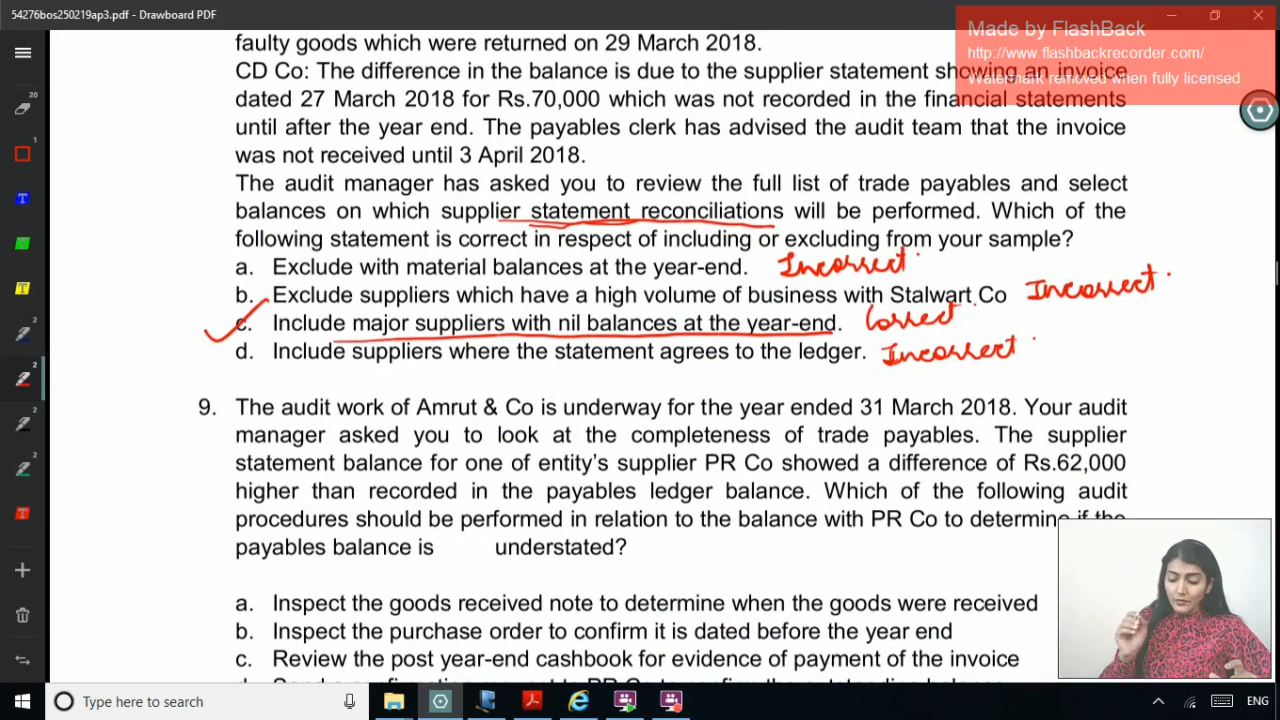 54276bos250219ap3.pdf - Drawboard PDF
Made by FlashBack
http://www.flashbackrecorder.com/
Watermark removed when fully licensed
faulty goods which were returned on 29 March 2018.
CD Co: The difference in the balance is due to the supplier statement showing an invoice
dated 27 March 2018 for Rs.70,000 which was not recorded in the financial statements
until after the year end. The payables clerk has advised the audit team that the invoice
was not received until 3 April 2018.
The audit manager has asked you to review the full list of trade payables and select
balances on which supplier statement reconciliations will be performed. Which of the
following statement is correct in respect of including or excluding from your sample?
a. Exclude with material balances at the year-end. Incorrect
b. Exclude suppliers which have a high volume of business with Stalwart Co Incorrect
c. Include major suppliers with nil balances at the year-end. Correct
d. Include suppliers where the statement agrees to the ledger. Incorrect
9. The audit work of Amrut & Co is underway for the year ended 31 March 2018. Your audit
manager asked you to look at the completeness of trade payables. The supplier
statement balance for one of entity's supplier PR Co showed a difference of Rs.62,000
higher than recorded in the payables ledger balance. Which of the following audit
procedures should be performed in relation to the balance with PR Co to determine if the
payables balance is understated?
a. Inspect the goods received note to determine when the goods were received
b. Inspect the purchase order to confirm it is dated before the year end
c. Review the post year-end cashbook for evidence of payment of the invoice
Type here to search
ENG